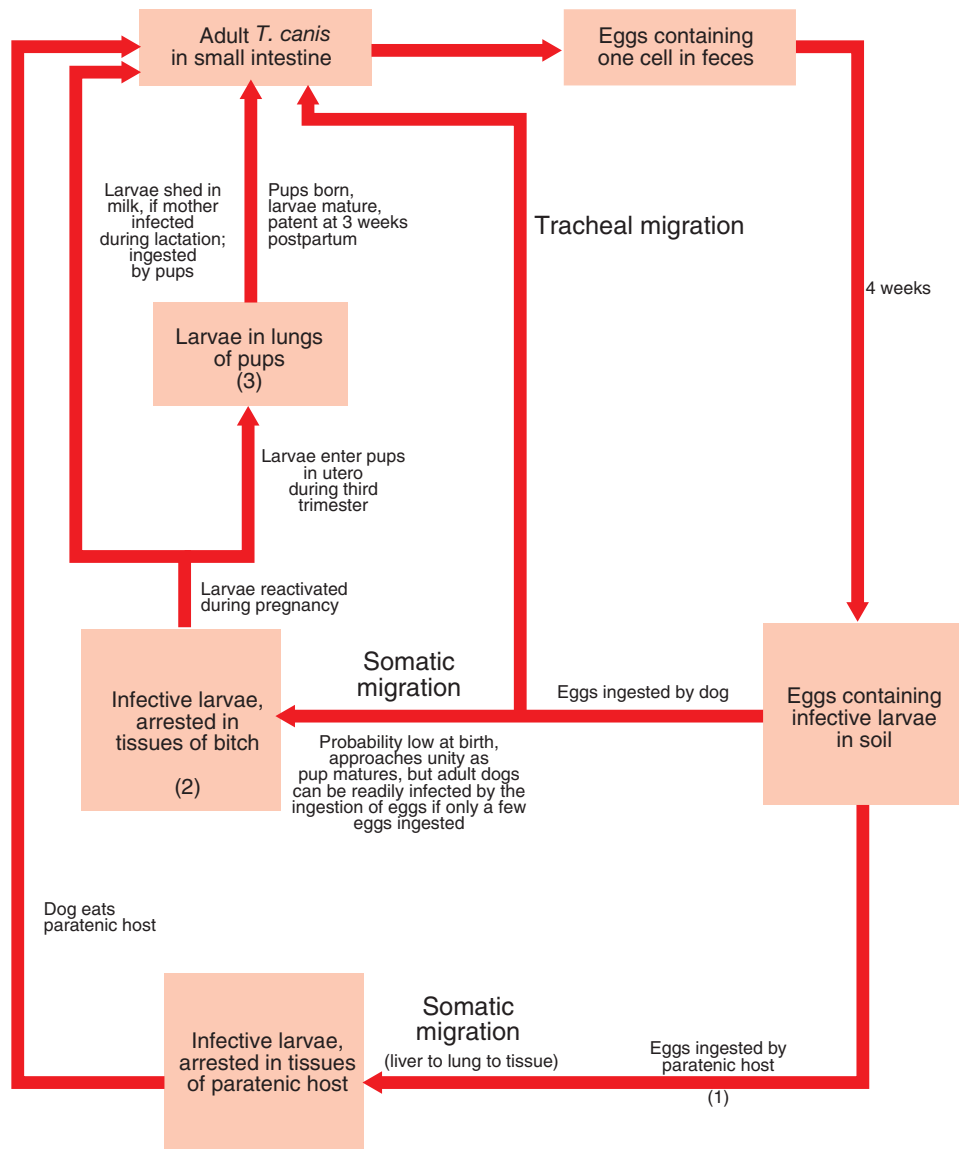 Adult T. canis
in small intestine
Eggs containing
one cell in feces
Larvae shed in
milk, if mother
infected
during lactation;
ingested
by pups
Pups born,
larvae mature,
patent at 3 weeks
postpartum
Tracheal migration
4 weeks
Larvae in lungs
of pups
(3)
Larvae enter pups
in utero
during third
trimester
Larvae reactivated
during pregnancy
Infective larvae,
arrested in
tissues of bitch
(2)
Somatic
migration
Eggs ingested by dog
Probability low at birth,
approaches unity as
pup matures, but adult dogs
can be readily infected by the
ingestion of eggs if only a few
eggs ingested
Eggs containing
infective larvae
in soil
Dog eats
paratenic host
Infective larvae,
arrested in tissues
of paratenic host
Somatic
migration
(liver to lung to tissue)
Eggs ingested by
paratenic host
(1)